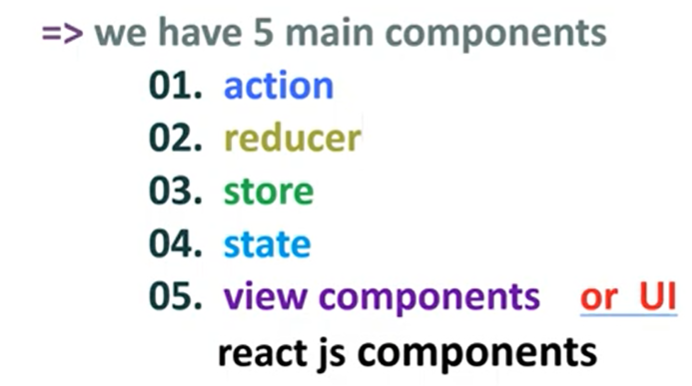 => we have 5 main components
01. action
02. reducer
03. store
04. state
05. view components or UI
react js components